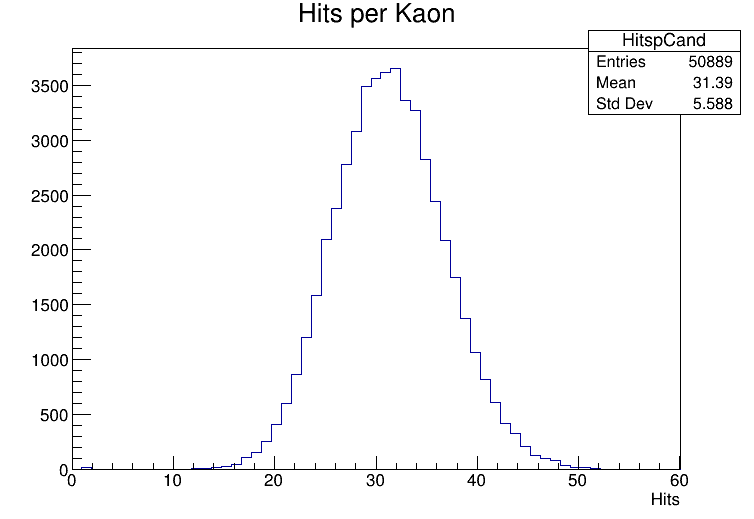 Hits per Kaon
HitspCand
Entries 50889
Mean 31.39
Std Dev 5.588
3500
3000
2500
2000
1500
1000
500
0
0 10 20 30 40 50 60
Hits